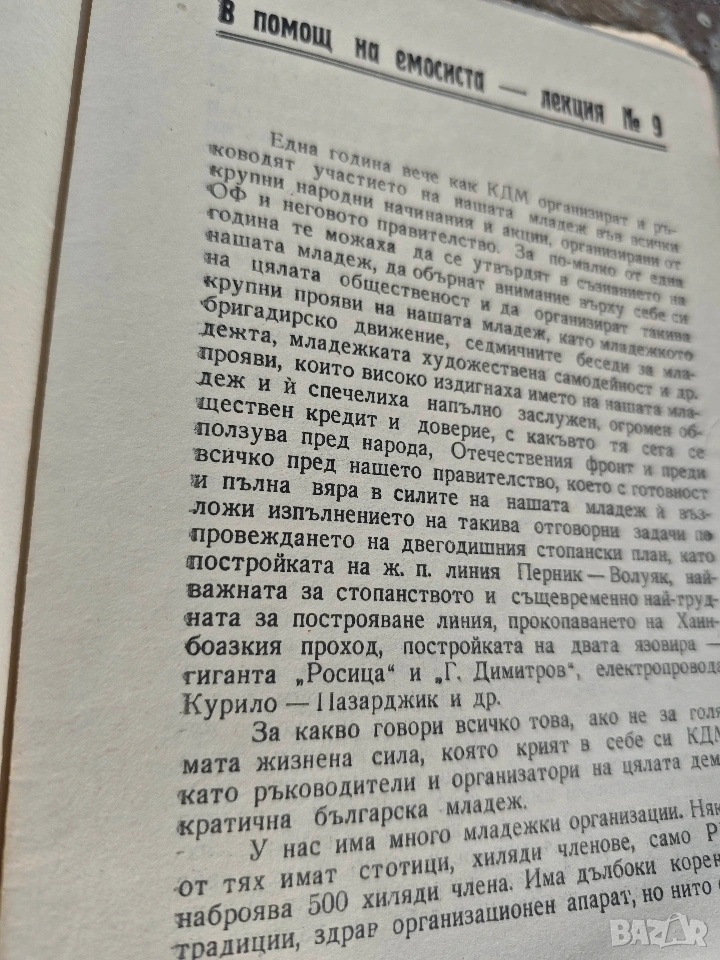 В помощ на емосиста — лекция № 9
Една година вече как КДМ организират и ръ-
ководят участието на нашата младеж във всички
крупни народни начинания и акции, организирани от
ОФ и неговото правителство. За по-малко от една
година те можаха да се утвърдят в съзнанието на
нашата младеж, да обърнат внимание върху себе си
на цялата общественост и да организират такива
крупни прояви на нашата младеж, като младежкото
бригадирско движение, седмичните беседи за мла-
дежта, младежката художествена самодейност и др.
прояви, които високо издигнаха името на нашата мла-
деж и ѝ спечелиха напълно заслужен, огромен об-
ществен кредит и доверие, с какъвто тя сега се
ползува пред народа, Отечествения фронт и преди
всичко пред нашето правителство, което с готовност
и пълна вяра в силите на нашата младеж ѝ въз-
ложи изпълнението на такива отговорни задачи по
провеждането на двегодишния стопански план, като
постройката на ж. п. линия Перник — Волуяк, най-
важната за стопанството и същевременно най-труд-
ната за построяване линия, прокопаването на Хаин-
боазкия проход, постройката на двата язовира —
гиганта „Росица“ и „Г. Димитров“, електропровода
Курило — Пазарджик и др.
За какво говори всичко това, ако не за голя-
мата жизнена сила, която крият в себе си КДМ
като ръководители и организатори на цялата дем
кратична българска младеж.
У нас има много младежки организации. Няк
от тях имат стотици, хиляди членове, само Р
наброява 500 хиляди члена. Има дълбоки корен
традиции, здрав организационен апарат, но нито
BAZAR